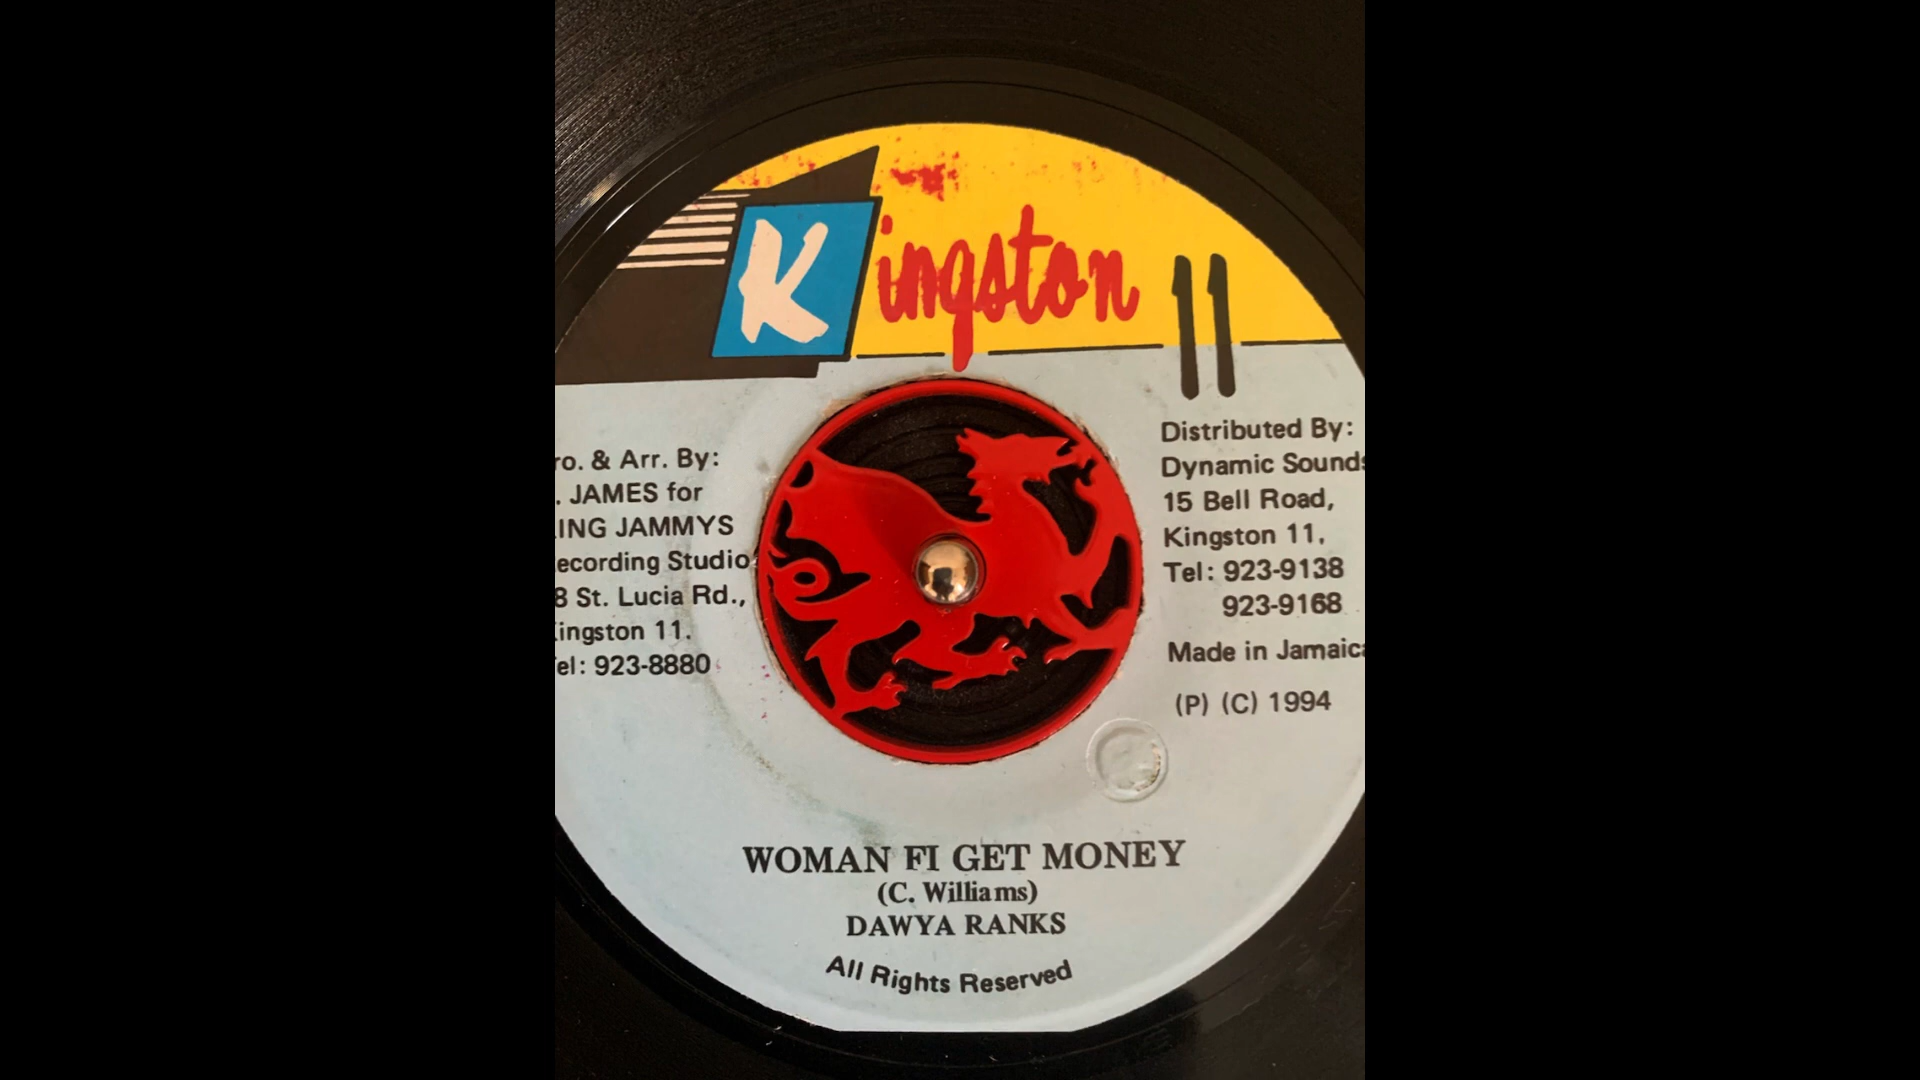 Kingston 11
ro. & Arr. By:
. JAMES for
ING JAMMYS
ecording Studio
8 St. Lucia Rd.,
ingston 11.
el: 923-8880
Distributed By:
Dynamic Sounds
15 Bell Road,
Kingston 11,
Tel: 923-9138
923-9168
Made in Jamaica
(P) (C) 1994
WOMAN FI GET MONEY
(C. Williams)
DAWYA RANKS
All Rights Reserved